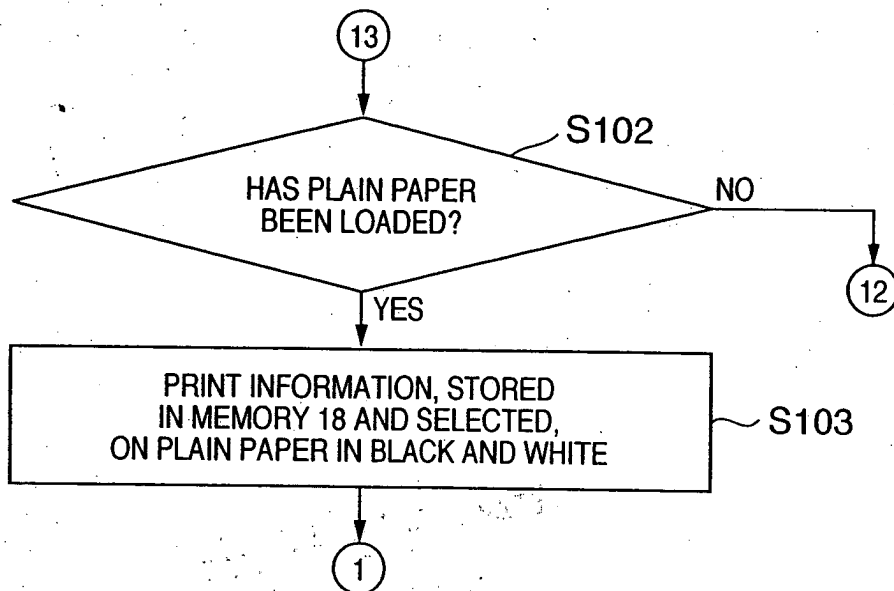 13
S102
HAS PLAIN PAPER
BEEN LOADED?
NO
12
YES
PRINT INFORMATION, STORED
IN MEMORY 18 AND SELECTED,
ON PLAIN PAPER IN BLACK AND WHITE
S103
1